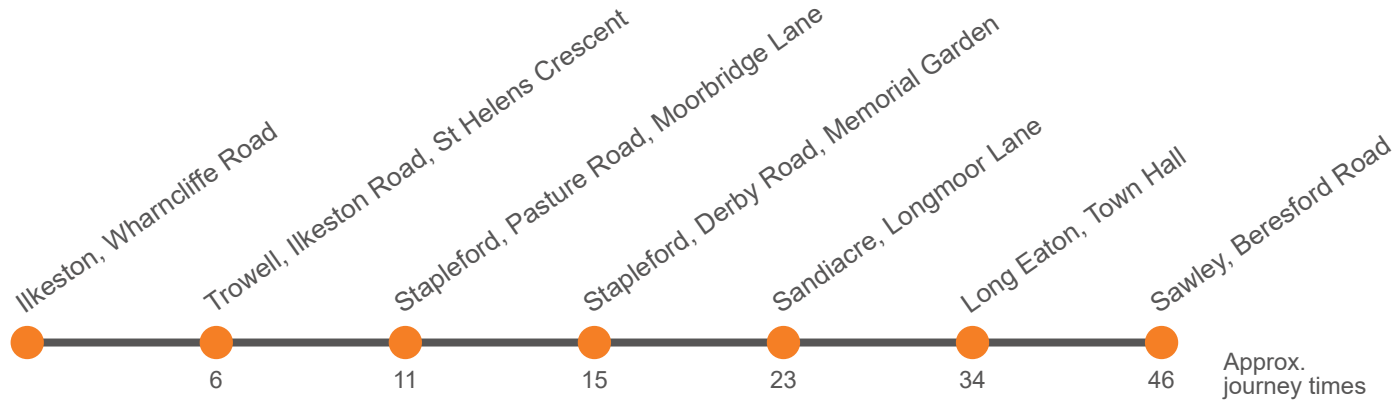 Ilkeston, Wharncliffe Road
Trowell, Ilkeston Road, St Helens Crescent
Stapleford, Pasture Road, Moorbridge Lane
Stapleford, Derby Road, Memorial Garden
Sandiacre, Longmoor Lane
Long Eaton, Town Hall
Sawley, Beresford Road
6
11
15
23
34
46
Approx.
journey times